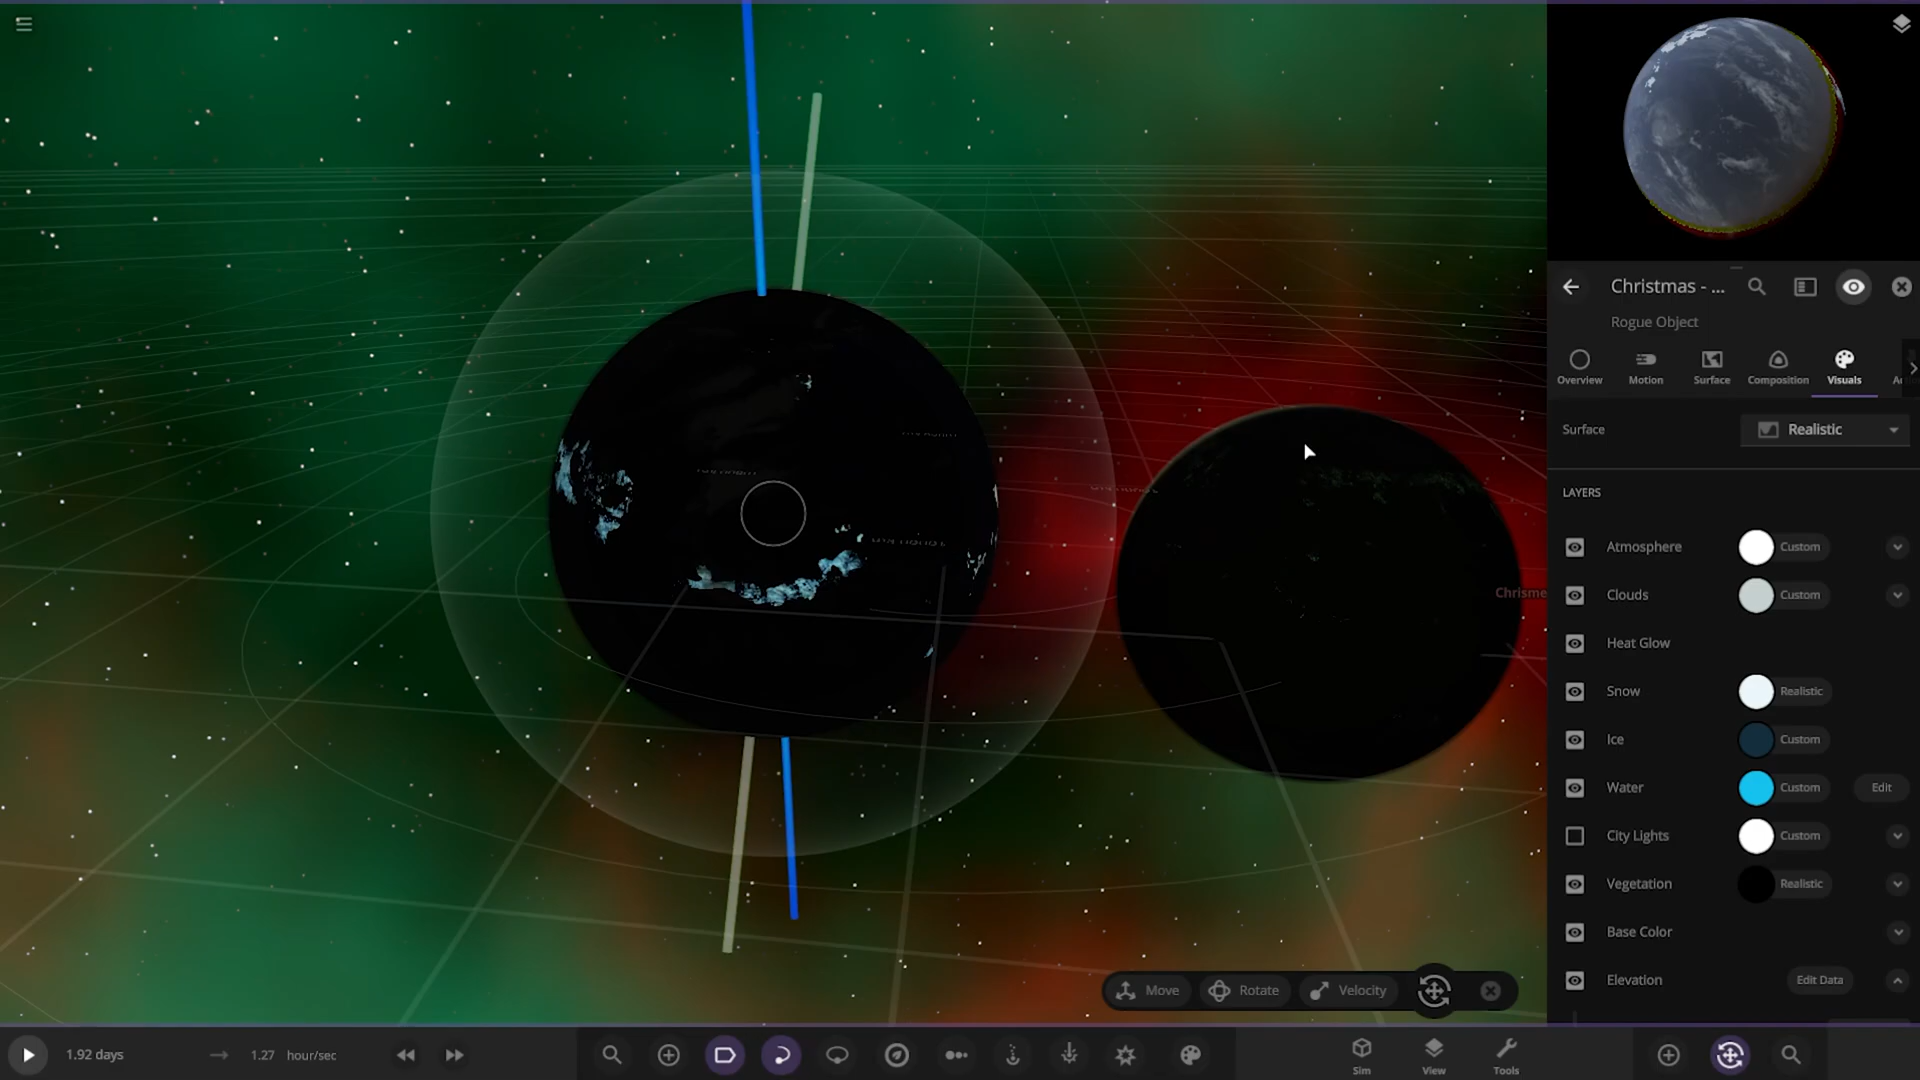 Christmas - ...
Rogue Object
Overview
Motion
Surface
Composition
Visuals
Surface
Realistic
LAYERS
Atmosphere
Custom
Clouds
Custom
Heat Glow
Snow
Realistic
Ice
Custom
Water
Custom
Edit
City Lights
Custom
Vegetation
Realistic
Base Color
Elevation
Edit Data
Chrisme
Move
Rotate
Velocity
1.92 days
1.27
hour/sec
Sim
View
Tools